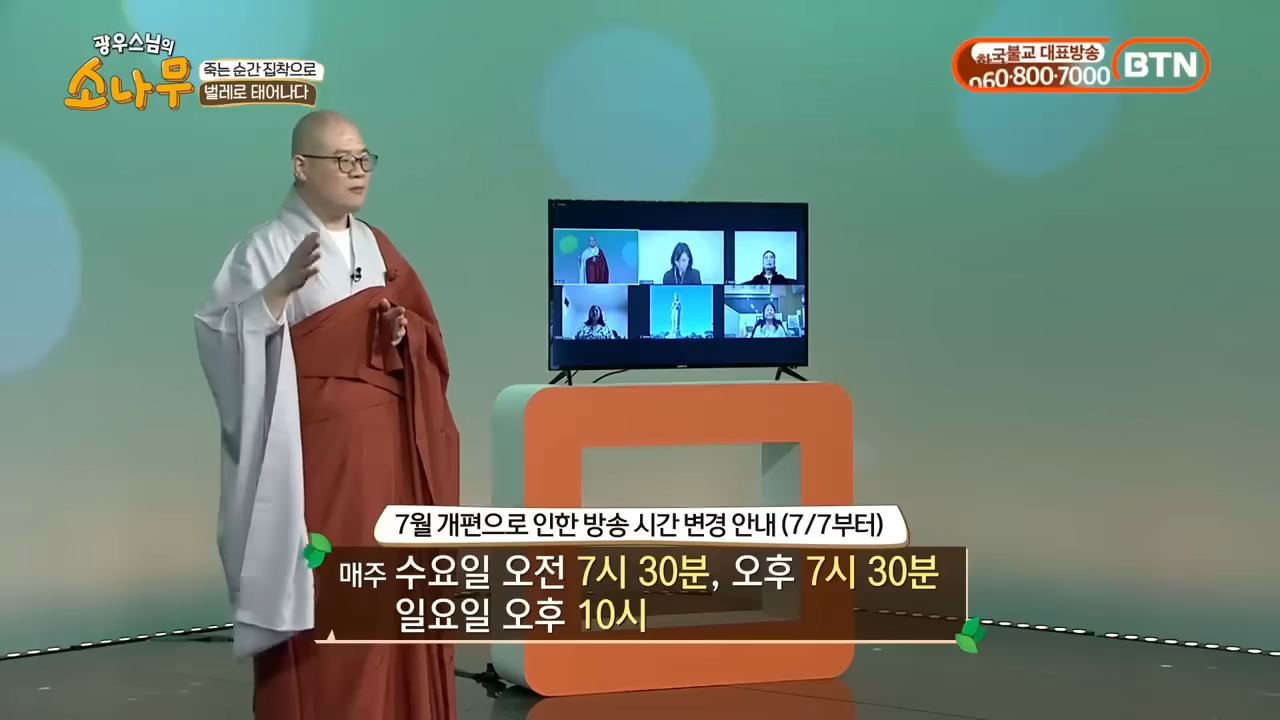 광우스님의
소나무
죽는 순간 집착으로
벌레로 태어나다
한국불교 대표방송
060·800·7000
BTN
7월 개편으로 인한 방송 시간 변경 안내 (7/7부터)
매주 수요일 오전 7시 30분, 오후 7시 30분
일요일 오후 10시